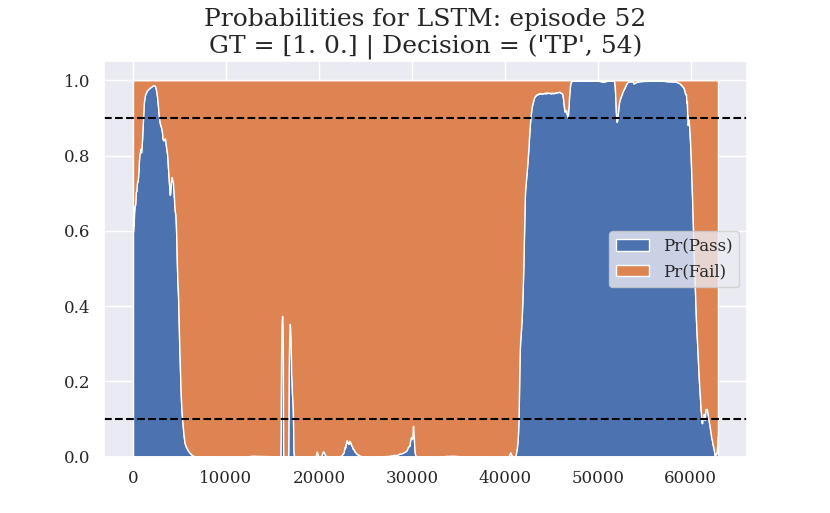 Probabilities for LSTM: episode 52
GT = [1. 0.] | Decision = ('TP', 54)
1.0
0.8
0.6
0.4
0.2
0.0
Pr(Pass)
Pr(Fail)
0 10000 20000 30000 40000 50000 60000